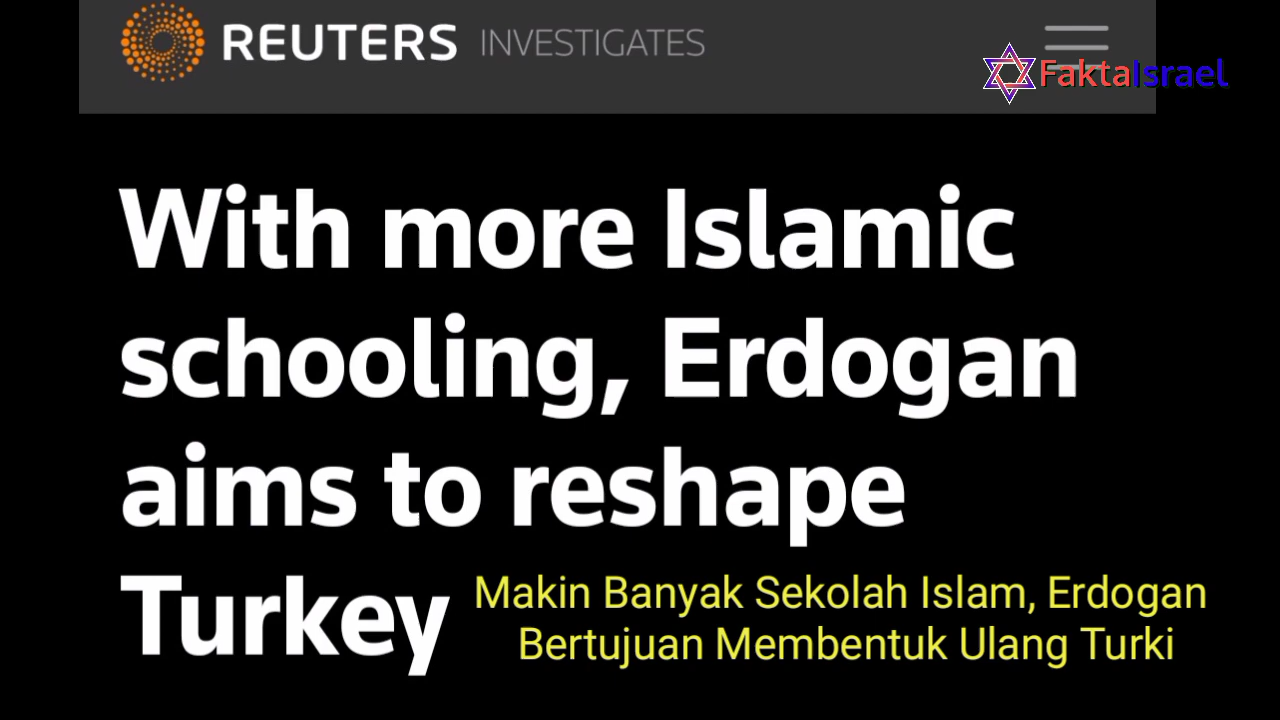 REUTERS INVESTIGATES
FaktaIsrael
With more Islamic
schooling, Erdogan
aims to reshape
Turkey
Makin Banyak Sekolah Islam, Erdogan
Bertujuan Membentuk Ulang Turki